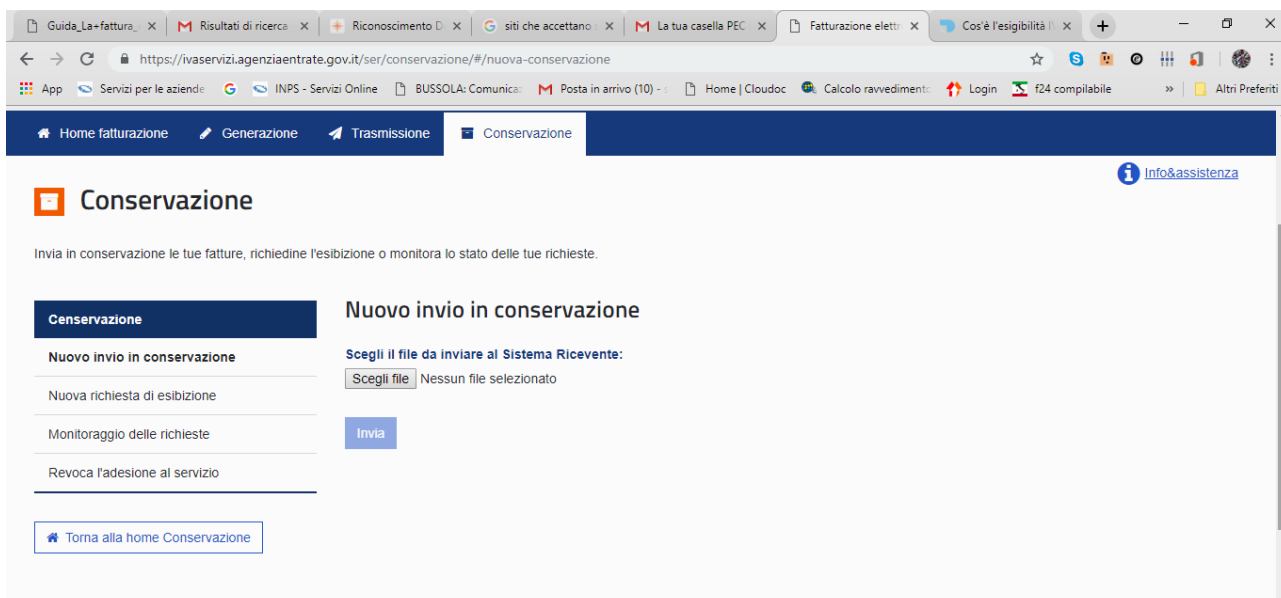 Guida_La+fattura_
Risultati di ricerca
Riconoscimento D
siti che accettano
La tua casella PEC
Fatturazione elettr
Cos'è l'esigibilità I
https://ivaservizi.agenziaentrate.gov.it/ser/conservazione/#/nuova-conservazione
App
Servizi per le aziende
INPS - Servizi Online
BUSSOLA: Comunica
Posta in arrivo (10) -
Home | Cloudoc
Calcolo ravvedimento
Login
f24 compilabile
»
Altri Preferiti
Home fatturazione
Generazione
Trasmissione
Conservazione
Info&assistenza
Conservazione
Invia in conservazione le tue fatture, richiedine l'esibizione o monitora lo stato delle tue richieste.
Censervazione
Nuovo invio in conservazione
Nuova richiesta di esibizione
Monitoraggio delle richieste
Revoca l'adesione al servizio
Torna alla home Conservazione
Nuovo invio in conservazione
Scegli il file da inviare al Sistema Ricevente:
Scegli file Nessun file selezionato
Invia